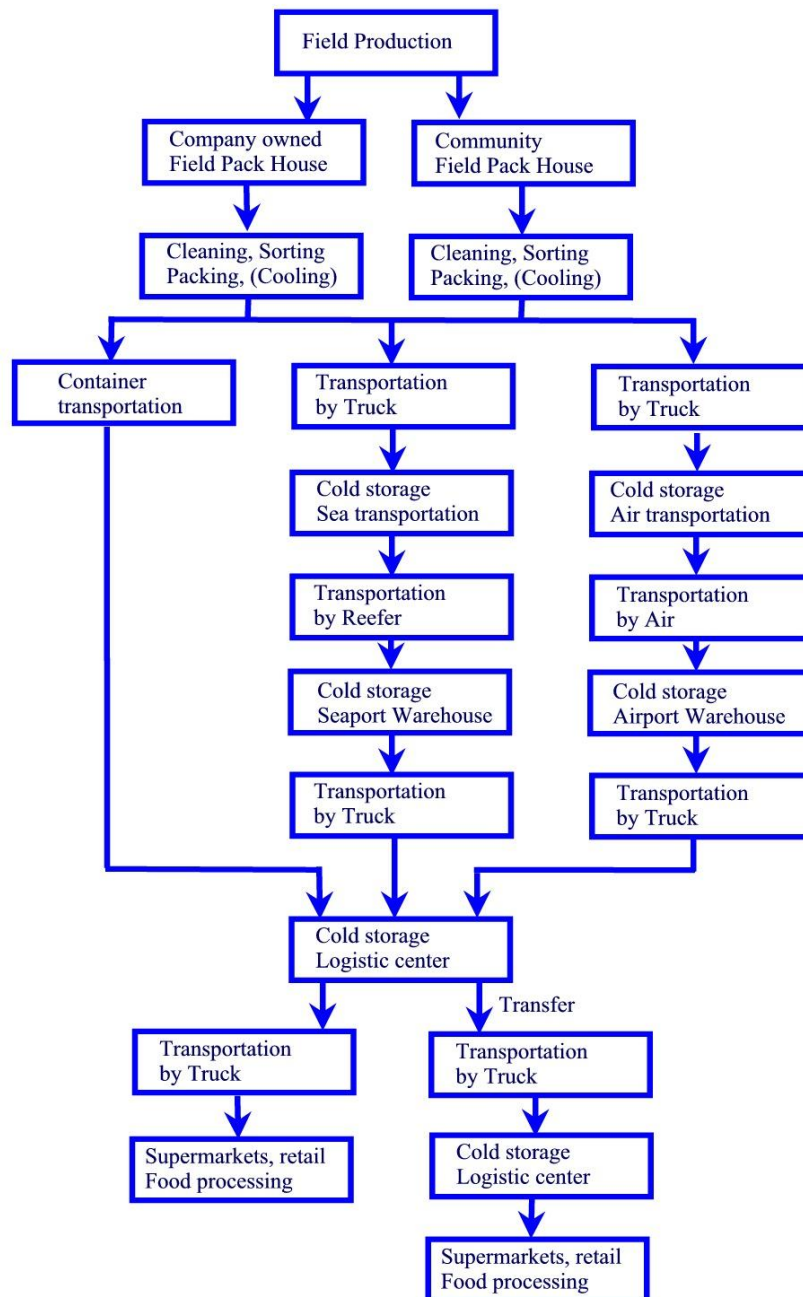 Field Production
Company owned
Field Pack House
Community
Field Pack House
Cleaning, Sorting
Packing, (Cooling)
Cleaning, Sorting
Packing, (Cooling)
Container
transportation
Transportation
by Truck
Transportation
by Truck
Cold storage
Sea transportation
Cold storage
Air transportation
Transportation
by Reefer
Transportation
by Air
Cold storage
Seaport Warehouse
Cold storage
Airport Warehouse
Transportation
by Truck
Transportation
by Truck
Cold storage
Logistic center
Transfer
Transportation
by Truck
Transportation
by Truck
Supermarkets, retail
Food processing
Cold storage
Logistic center
Supermarkets, retail
Food processing